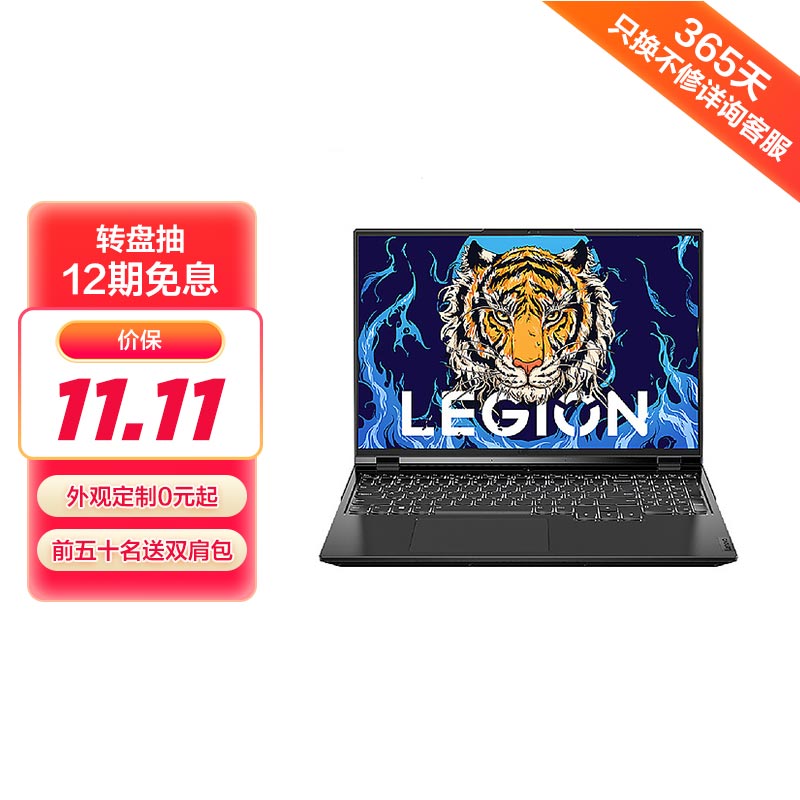 365天
只换不修详询客服
转盘抽
12期免息
价保
11.11
外观定制0元起
前五十名送双肩包
LEGION
Lenovo